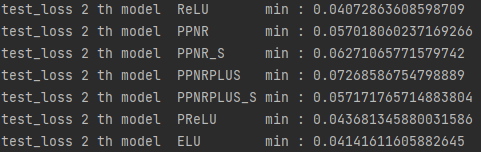 test_loss 2 th model  ReLU        min : 0.04072863608598709
test_loss 2 th model  PPNR        min : 0.057018060237169266
test_loss 2 th model  PPNR_S      min : 0.06271065771579742
test_loss 2 th model  PPNRPLUS    min : 0.07268586754798889
test_loss 2 th model  PPNRPLUS_S  min : 0.057171765714883804
test_loss 2 th model  PReLU       min : 0.043681345880031586
test_loss 2 th model  ELU         min : 0.04141611605882645